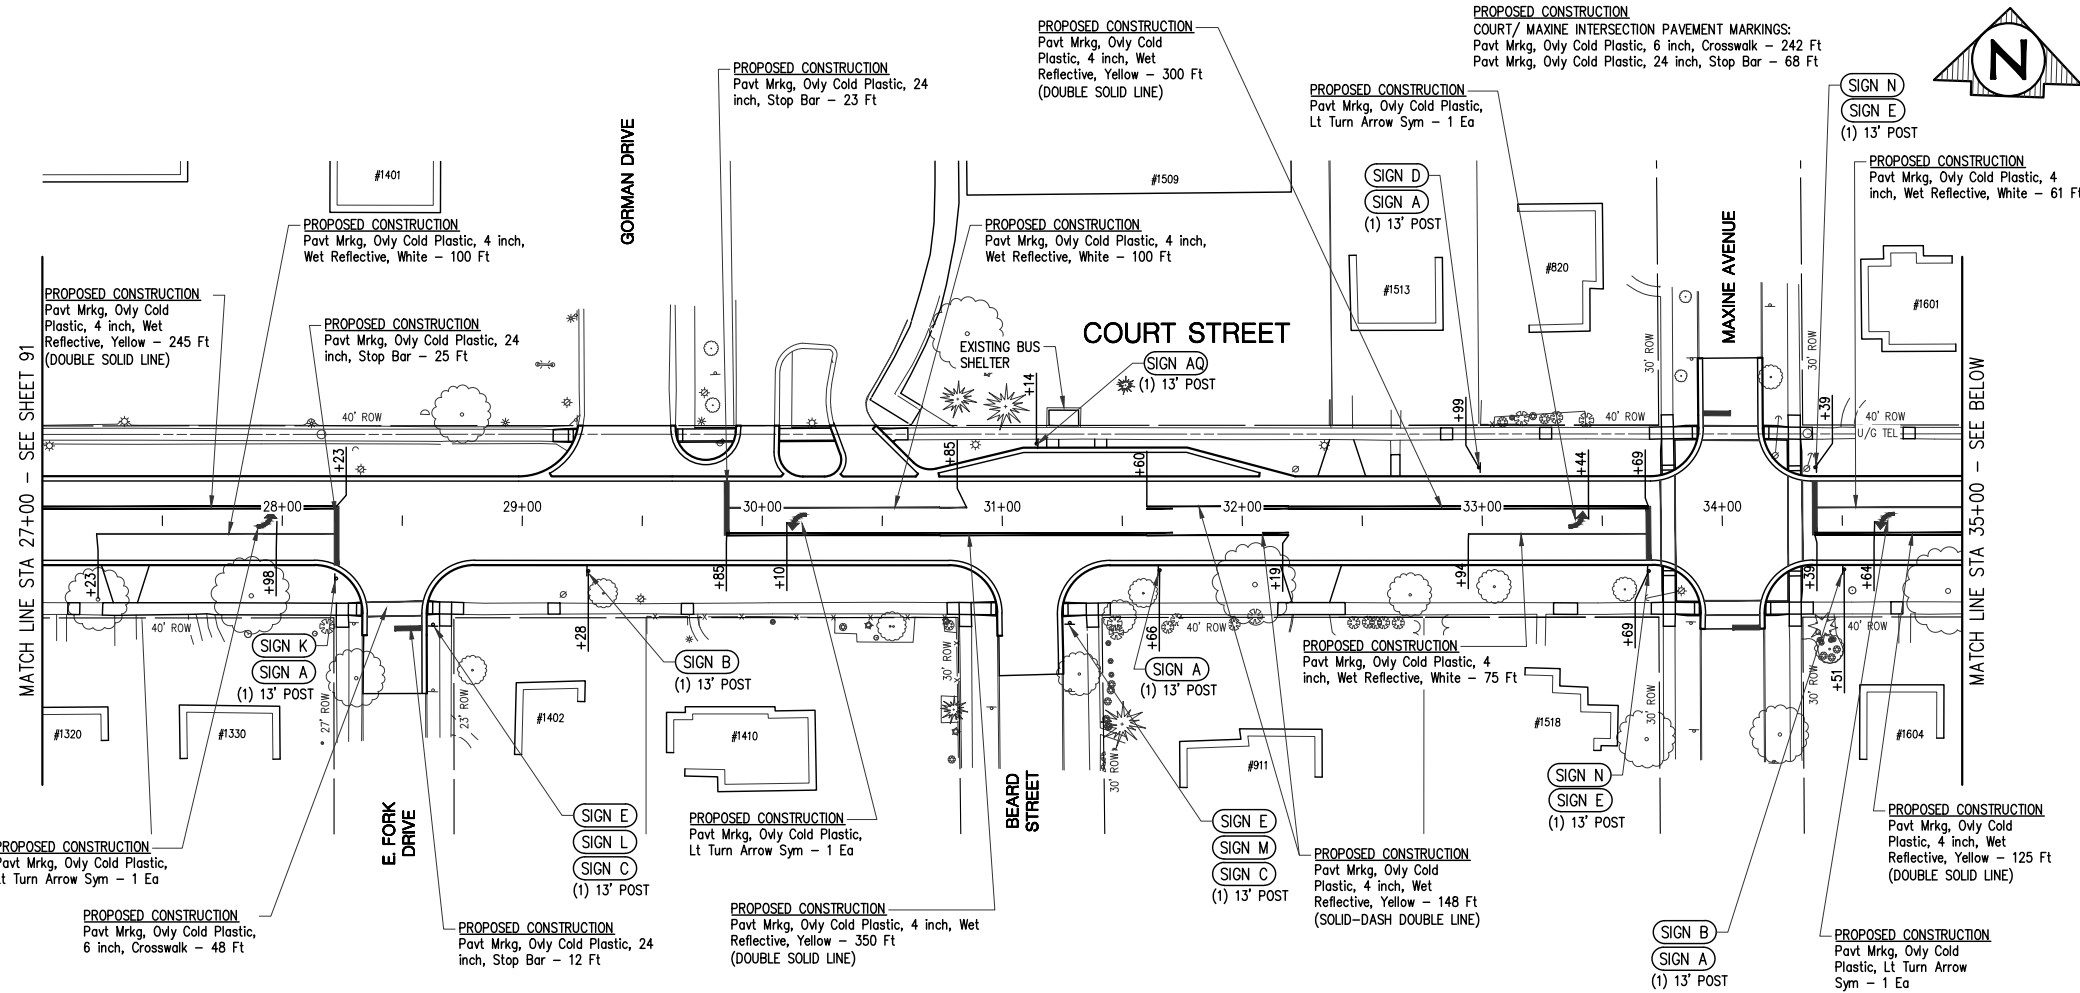 PROPOSED CONSTRUCTION
Pavt Mrkg, Ovly Cold
Plastic, 4 inch, Wet
Reflective, Yellow – 300 Ft
(DOUBLE SOLID LINE)
PROPOSED CONSTRUCTION
COURT/ MAXINE INTERSECTION PAVEMENT MARKINGS:
Pavt Mrkg, Ovly Cold Plastic, 6 inch, Crosswalk – 242 Ft
Pavt Mrkg, Ovly Cold Plastic, 24 inch, Stop Bar – 68 Ft
N
PROPOSED CONSTRUCTION
Pavt Mrkg, Ovly Cold Plastic, 24
inch, Stop Bar – 23 Ft
PROPOSED CONSTRUCTION
Pavt Mrkg, Ovly Cold Plastic,
Lt Turn Arrow Sym – 1 Ea
SIGN N
SIGN E
(1) 13' POST
PROPOSED CONSTRUCTION
Pavt Mrkg, Ovly Cold Plastic, 4
inch, Wet Reflective, White – 61 Ft
SIGN D
SIGN A
(1) 13' POST
#1401
GORMAN DRIVE
#1509
MAXINE AVENUE
PROPOSED CONSTRUCTION
Pavt Mrkg, Ovly Cold Plastic, 4 inch,
Wet Reflective, White – 100 Ft
PROPOSED CONSTRUCTION
Pavt Mrkg, Ovly Cold Plastic, 4 inch,
Wet Reflective, White – 100 Ft
#820
#1513
#1601
PROPOSED CONSTRUCTION
Pavt Mrkg, Ovly Cold
Plastic, 4 inch, Wet
Reflective, Yellow – 245 Ft
(DOUBLE SOLID LINE)
PROPOSED CONSTRUCTION
Pavt Mrkg, Ovly Cold Plastic, 24
inch, Stop Bar – 25 Ft
COURT STREET
EXISTING BUS
SHELTER
SIGN AQ
(1) 13' POST
30' ROW
30' ROW
MATCH LINE STA 27+00 – SEE SHEET 91
MATCH LINE STA 35+00 – SEE BELOW
40' ROW
40' ROW
40' ROW
U/G TEL
+23
+85
+14
+60
+99
+44
+69
+39
28+00
29+00
30+00
31+00
32+00
33+00
34+00
+23
+98
+28
+85
+10
+66
+19
+94
+69
+39
+64
+51
40' ROW
40' ROW
40' ROW
SIGN K
SIGN A
(1) 13' POST
SIGN B
(1) 13' POST
SIGN A
(1) 13' POST
PROPOSED CONSTRUCTION
Pavt Mrkg, Ovly Cold Plastic, 4
inch, Wet Reflective, White – 75 Ft
27' ROW
23' ROW
30' ROW
30' ROW
30' ROW
30' ROW
#1320
#1330
#1402
#1410
#911
#1518
#1604
E. FORK
DRIVE
BEARD
STREET
SIGN E
SIGN L
SIGN C
(1) 13' POST
PROPOSED CONSTRUCTION
Pavt Mrkg, Ovly Cold Plastic,
Lt Turn Arrow Sym – 1 Ea
SIGN E
SIGN M
SIGN C
(1) 13' POST
SIGN N
SIGN E
(1) 13' POST
PROPOSED CONSTRUCTION
Pavt Mrkg, Ovly Cold
Plastic, 4 inch, Wet
Reflective, Yellow – 125 Ft
(DOUBLE SOLID LINE)
PROPOSED CONSTRUCTION
Pavt Mrkg, Ovly Cold Plastic,
Lt Turn Arrow Sym – 1 Ea
PROPOSED CONSTRUCTION
Pavt Mrkg, Ovly Cold
Plastic, 4 inch, Wet
Reflective, Yellow – 148 Ft
(SOLID–DASH DOUBLE LINE)
PROPOSED CONSTRUCTION
Pavt Mrkg, Ovly Cold Plastic,
6 inch, Crosswalk – 48 Ft
PROPOSED CONSTRUCTION
Pavt Mrkg, Ovly Cold Plastic, 24
inch, Stop Bar – 12 Ft
PROPOSED CONSTRUCTION
Pavt Mrkg, Ovly Cold Plastic, 4 inch, Wet
Reflective, Yellow – 350 Ft
(DOUBLE SOLID LINE)
SIGN B
SIGN A
(1) 13' POST
PROPOSED CONSTRUCTION
Pavt Mrkg, Ovly Cold
Plastic, Lt Turn Arrow
Sym – 1 Ea